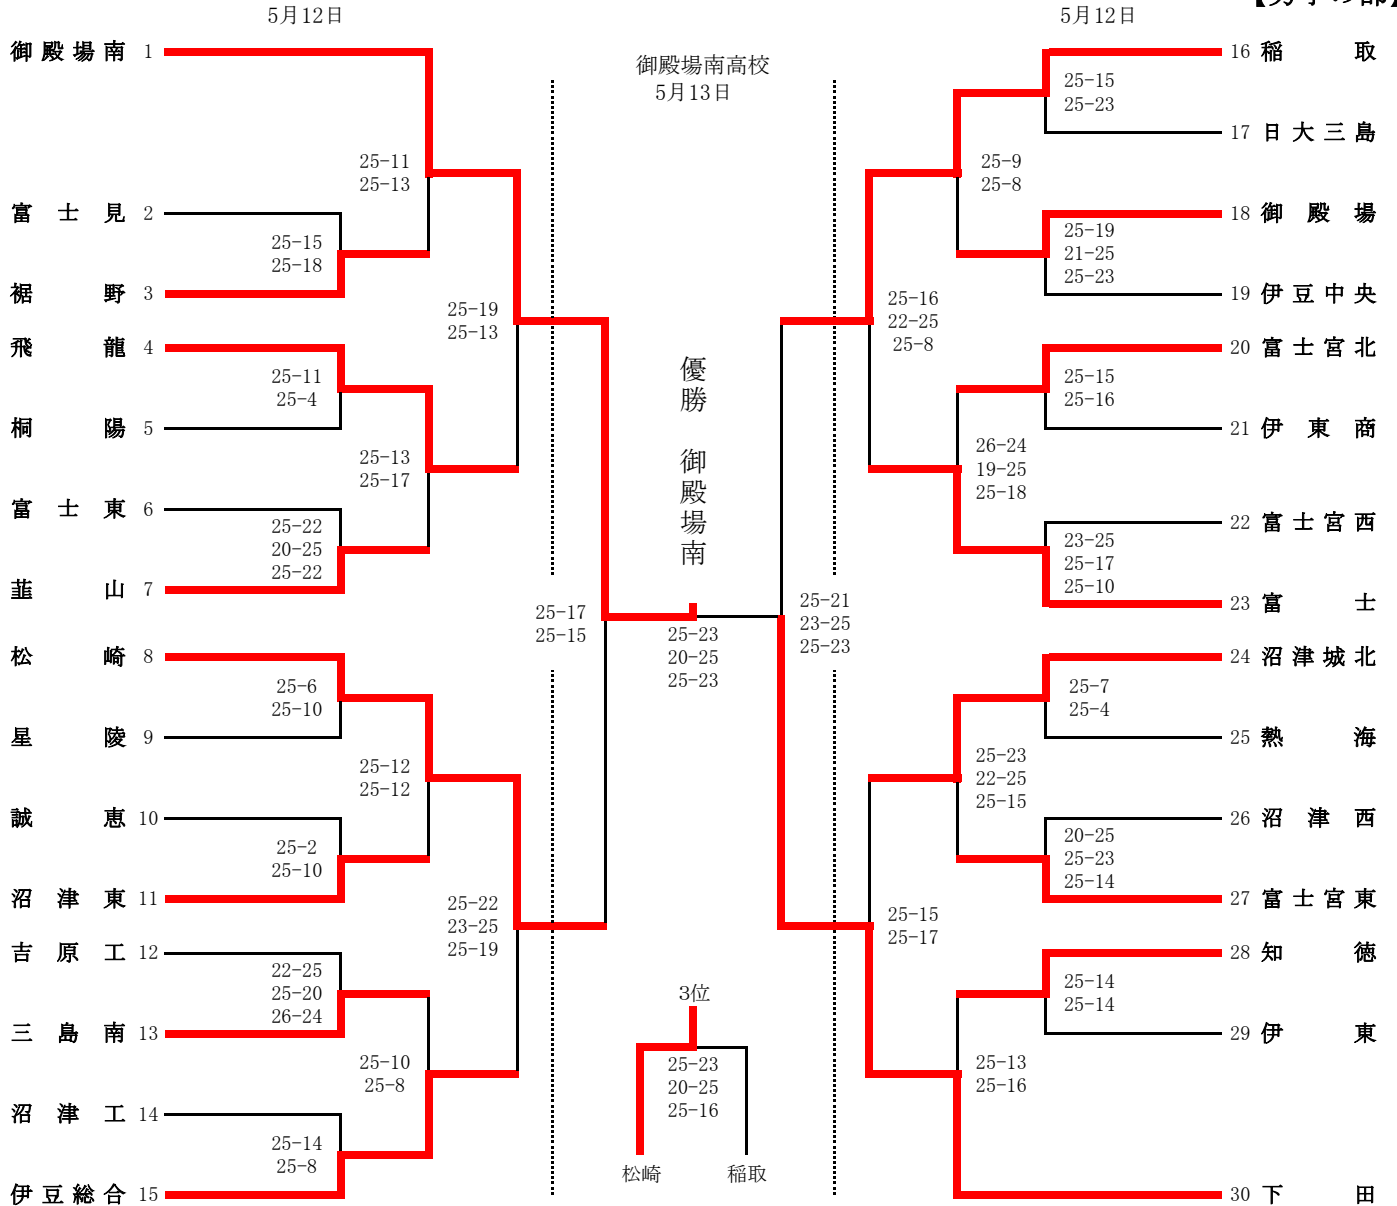 5月12日
5月12日
御殿場南高校
5月13日
御殿場南 1
富士見 2
裾野 3
飛龍 4
桐陽 5
富士東 6
韮山 7
松崎 8
星陵 9
誠恵 10
沼津東 11
吉原工 12
三島南 13
沼津工 14
伊豆総合 15
25-15
25-18
25-11
25-4
25-22
20-25
25-22
25-6
25-10
25-2
25-10
22-25
25-20
26-24
25-14
25-8
25-11
25-13
25-13
25-17
25-12
25-12
25-10
25-8
25-19
25-13
25-22
23-25
25-19
25-17
25-15
優勝 御殿場南
25-23
20-25
25-23
3位
25-23
20-25
25-16
松崎
稲取
25-21
23-25
25-23
25-16
22-25
25-8
25-15
25-17
25-9
25-8
26-24
19-25
25-18
25-23
22-25
25-15
25-13
25-16
25-15
25-23
25-19
21-25
25-23
25-15
25-16
23-25
25-17
25-10
25-7
25-4
20-25
25-23
25-14
25-14
25-14
16 稲取
17 日大三島
18 御殿場
19 伊豆中央
20 富士宮北
21 伊東商
22 富士宮西
23 富士
24 沼津城北
25 熱海
26 沼津西
27 富士宮東
28 知徳
29 伊東
30 下田